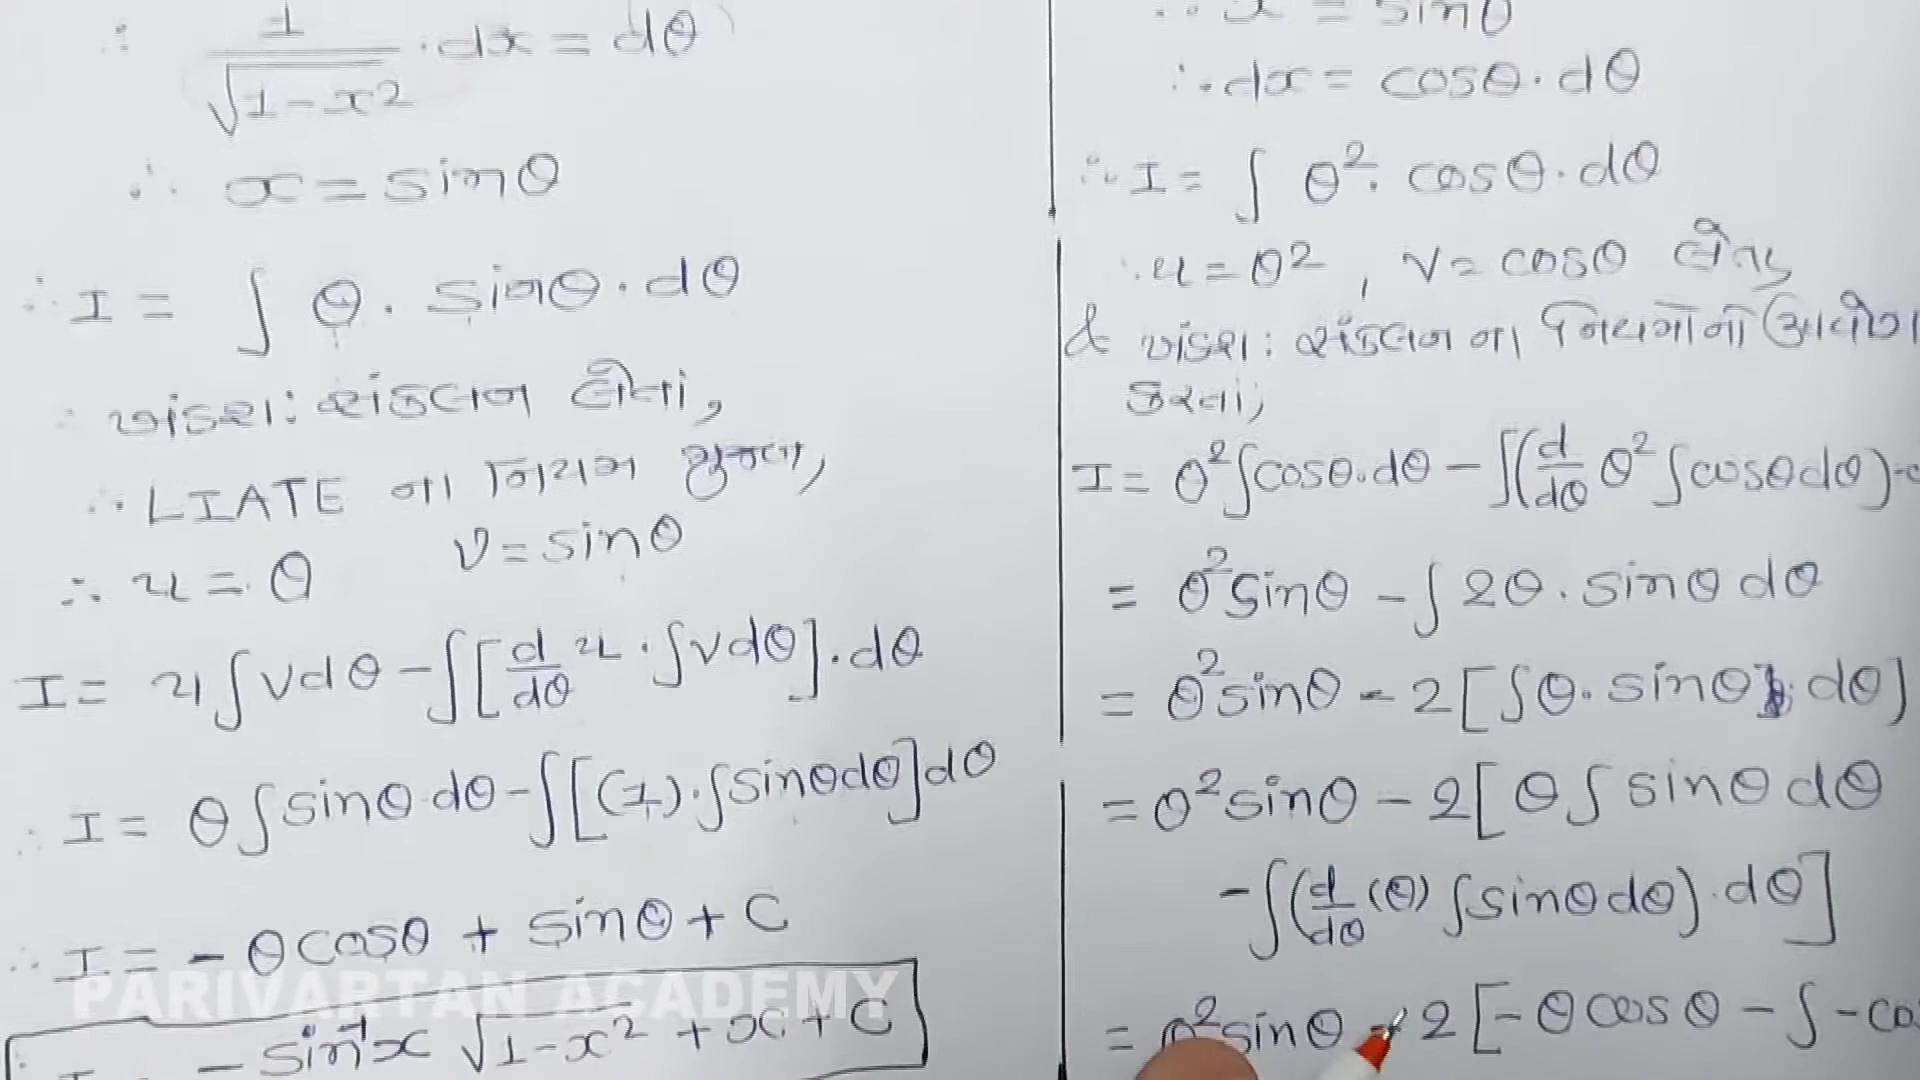 ∴ 1/√(1-x²) · dx = dθ
∴ x = sinθ
∴ I = ∫ θ · sinθ · dθ
∴ ખંડશઃ સંકલન લેતાં,
∴ LIATE ના નિયમ મુજબ,
∴ u = θ v = sinθ
I = u ∫ v dθ - ∫ [ d/dθ u · ∫ v dθ ] · dθ
∴ I = θ ∫ sinθ dθ - ∫ [ (1) · ∫ sinθ dθ ] dθ
∴ I = - θ cosθ + sinθ + C
- sin⁻¹x √(1-x²) + x + C
PARIVARTAN ACADEMY
∴ x = sinθ
∴ dx = cosθ · dθ
∴ I = ∫ θ² · cosθ · dθ
∴ u = θ² , v = cosθ લેતાં
& ખંડશઃ સંકલન ના નિયમોનો
કરતાં,
I = θ² ∫ cosθ · dθ - ∫ ( d/dθ θ² ∫ cosθ dθ ) ·
= θ² sinθ - ∫ 2θ · sinθ dθ
= θ² sinθ - 2 [ ∫ θ · sinθ · dθ ]
= θ² sinθ - 2 [ θ ∫ sinθ dθ
- ∫ ( d/dθ (θ) ∫ sinθ dθ ) · dθ ]
= θ² sinθ - 2 [ - θ cosθ - ∫ - co